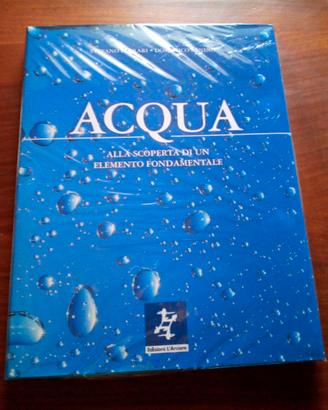 ACQUA
ALLA SCOPERTA DI UN
ELEMENTO FONDAMENTALE
Edizioni L'Arciere